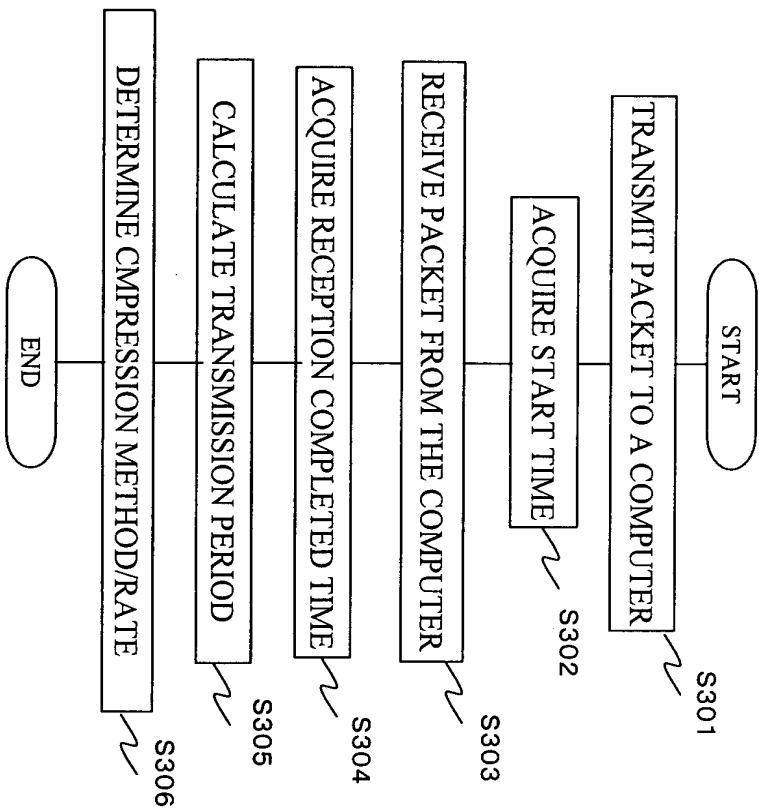 START
TRANSMIT PACKET TO A COMPUTER
S301
ACQUIRE START TIME
S302
RECEIVE PACKET FROM THE COMPUTER
S303
ACQUIRE RECEPTION COMPLETED TIME
S304
CALCULATE TRANSMISSION PERIOD
S305
DETERMINE CMPRESSION METHOD/RATE
S306
END